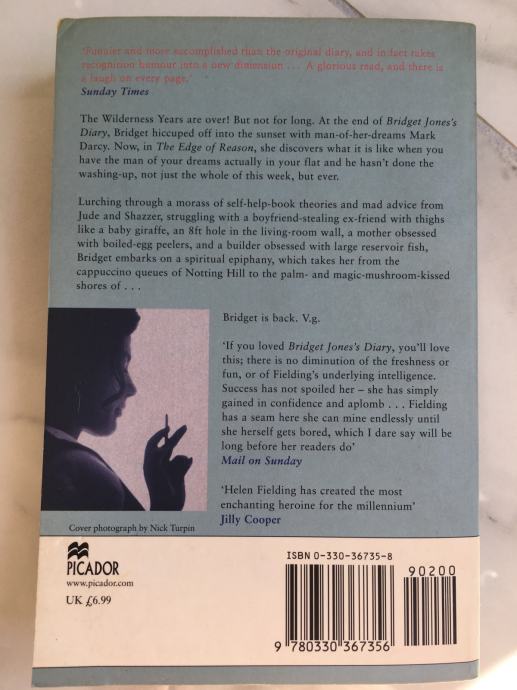 'Funnier and more accomplished than the original diary, and in fact takes
recognition humour into a new dimension ... A glorious read, and there is
a laugh on every page.'
Sunday Times
The Wilderness Years are over! But not for long. At the end of Bridget Jones's
Diary, Bridget hiccuped off into the sunset with man-of-her-dreams Mark
Darcy. Now, in The Edge of Reason, she discovers what it is like when you
have the man of your dreams actually in your flat and he hasn't done the
washing-up, not just the whole of this week, but ever.
Lurching through a morass of self-help-book theories and mad advice from
Jude and Shazzer, struggling with a boyfriend-stealing ex-friend with thighs
like a baby giraffe, an 8ft hole in the living-room wall, a mother obsessed
with boiled-egg peelers, and a builder obsessed with large reservoir fish,
Bridget embarks on a spiritual epiphany, which takes her from the
cappuccino queues of Notting Hill to the palm- and magic-mushroom-kissed
shores of . . .
Bridget is back. V.g.
'If you loved Bridget Jones's Diary, you'll love
this; there is no diminution of the freshness or
fun, or of Fielding's underlying intelligence.
Success has not spoiled her – she has simply
gained in confidence and aplomb . . . Fielding
has a seam here she can mine endlessly until
she herself gets bored, which I dare say will be
long before her readers do'
Mail on Sunday
'Helen Fielding has created the most
enchanting heroine for the millennium'
Jilly Cooper
Cover photograph by Nick Turpin
PICADOR
www.picador.com
UK £6.99
ISBN 0-330-36735-8
90200
9 780330 367356